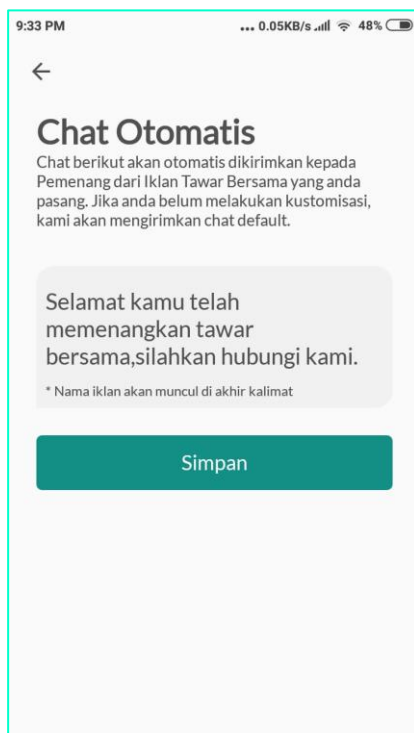 9:33 PM ... 0.05KB/s 48%
Chat Otomatis
Chat berikut akan otomatis dikirimkan kepada
Pemenang dari Iklan Tawar Bersama yang anda
pasang. Jika anda belum melakukan kustomisasi,
kami akan mengirimkan chat default.
Selamat kamu telah
memenangkan tawar
bersama,silahkan hubungi kami.
* Nama iklan akan muncul di akhir kalimat
Simpan